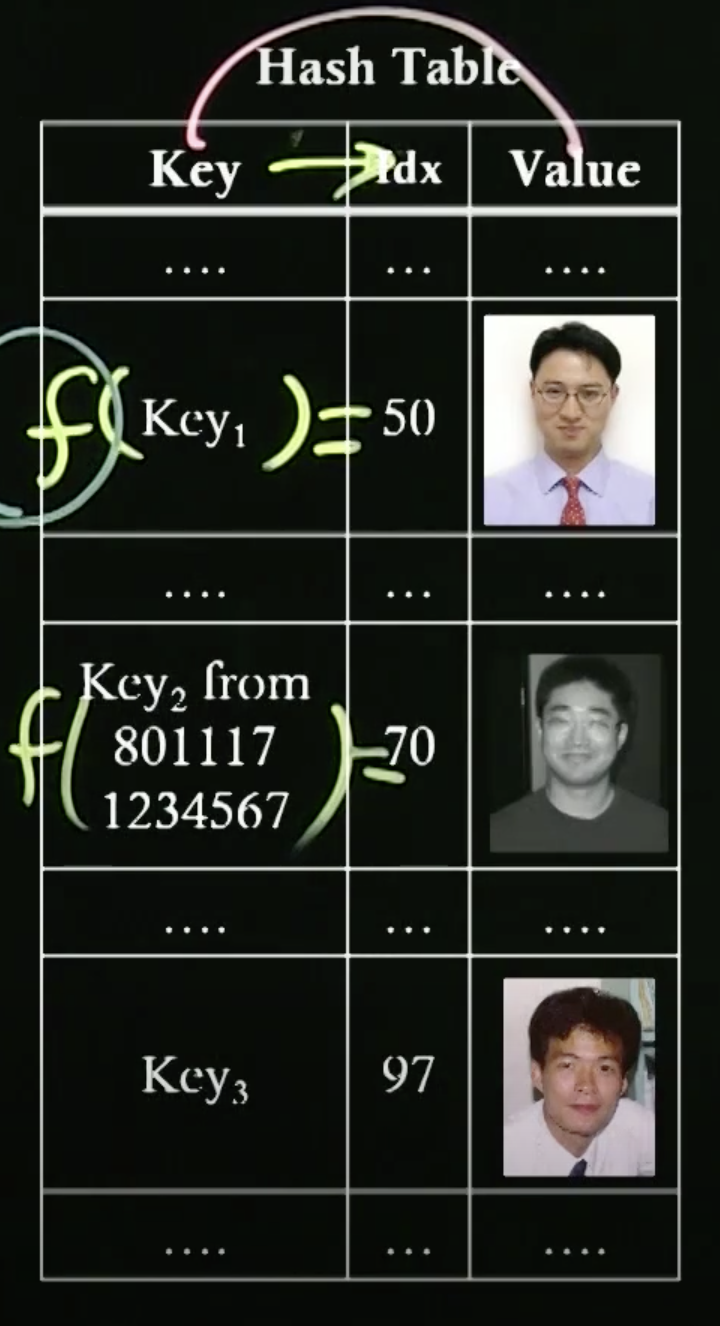 Hash Table
Key → Idx Value
.... ... ....
f( Key₁ ) = 50
.... ... ....
f( Key₂ from
801117
1234567 ) = 70
.... ... ....
Key₃ 97
.... ... ....